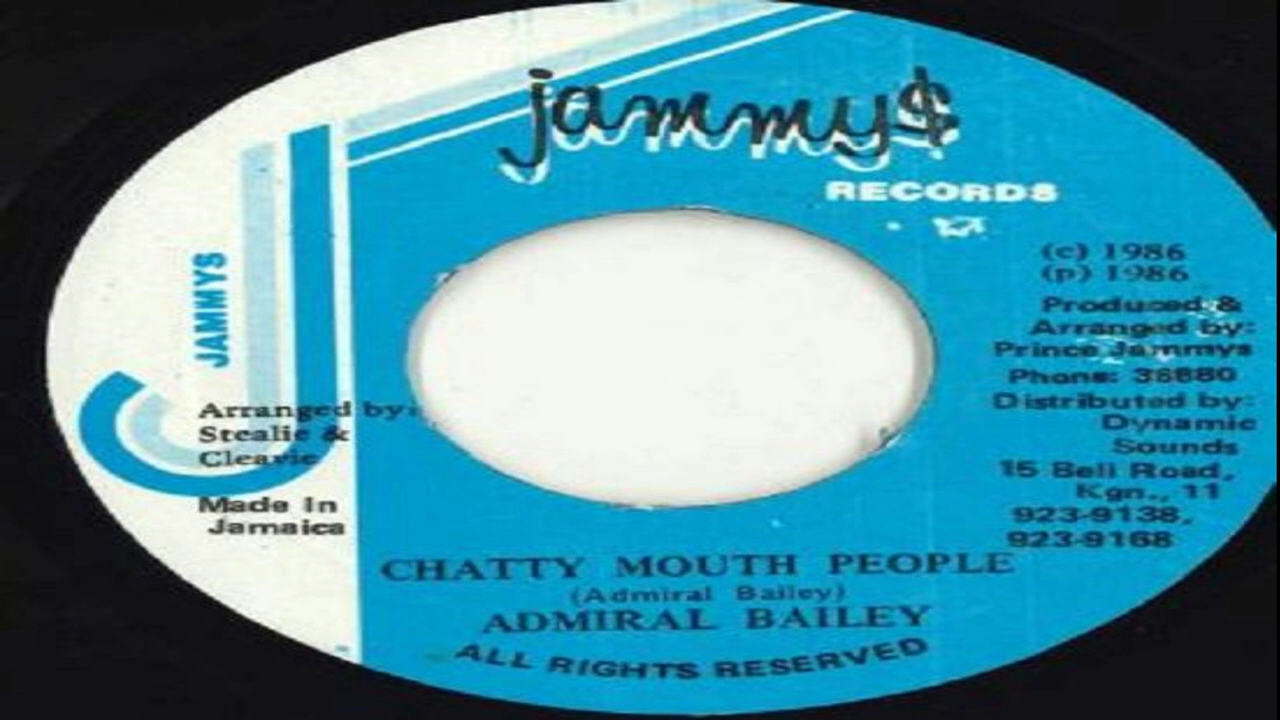 jammy$
RECORDS
JAMMYS
(c) 1986
(p) 1986
Produced &
Arranged by:
Prince Jammys
Phone: 36880
Distributed by:
Dynamic
Sounds
15 Bell Road,
Kgn., 11
923-9138,
923-9168
Arranged by:
Stealie &
Cleavie
Made In
Jamaica
CHATTY MOUTH PEOPLE
(Admiral Bailey)
ADMIRAL BAILEY
ALL RIGHTS RESERVED